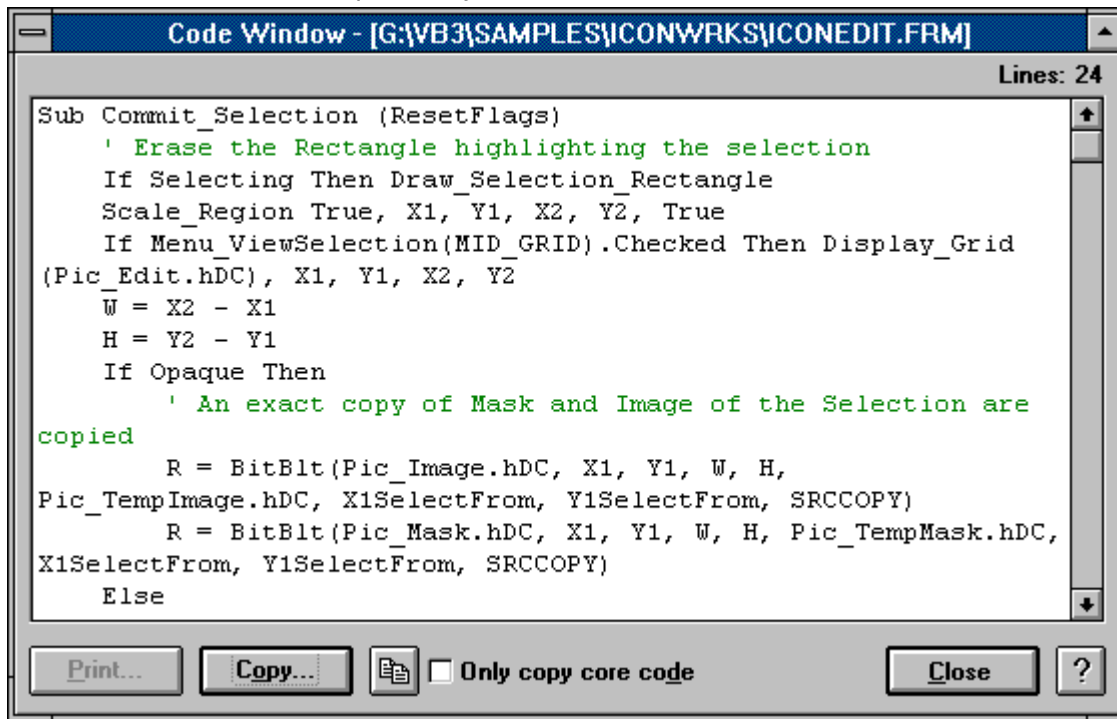 Code Window - [G:\VB3\SAMPLES\ICONWRKS\ICONEDIT.FRM]
Lines: 24
Sub Commit_Selection (ResetFlags)
    ' Erase the Rectangle highlighting the selection
    If Selecting Then Draw_Selection_Rectangle
    Scale_Region True, X1, Y1, X2, Y2, True
    If Menu_ViewSelection(MID_GRID).Checked Then Display_Grid
(Pic_Edit.hDC), X1, Y1, X2, Y2
    W = X2 - X1
    H = Y2 - Y1
    If Opaque Then
        ' An exact copy of Mask and Image of the Selection are
copied
        R = BitBlt(Pic_Image.hDC, X1, Y1, W, H,
Pic_TempImage.hDC, X1SelectFrom, Y1SelectFrom, SRCCOPY)
        R = BitBlt(Pic_Mask.hDC, X1, Y1, W, H, Pic_TempMask.hDC,
X1SelectFrom, Y1SelectFrom, SRCCOPY)
    Else
Print... Copy... Only copy core code Close ?